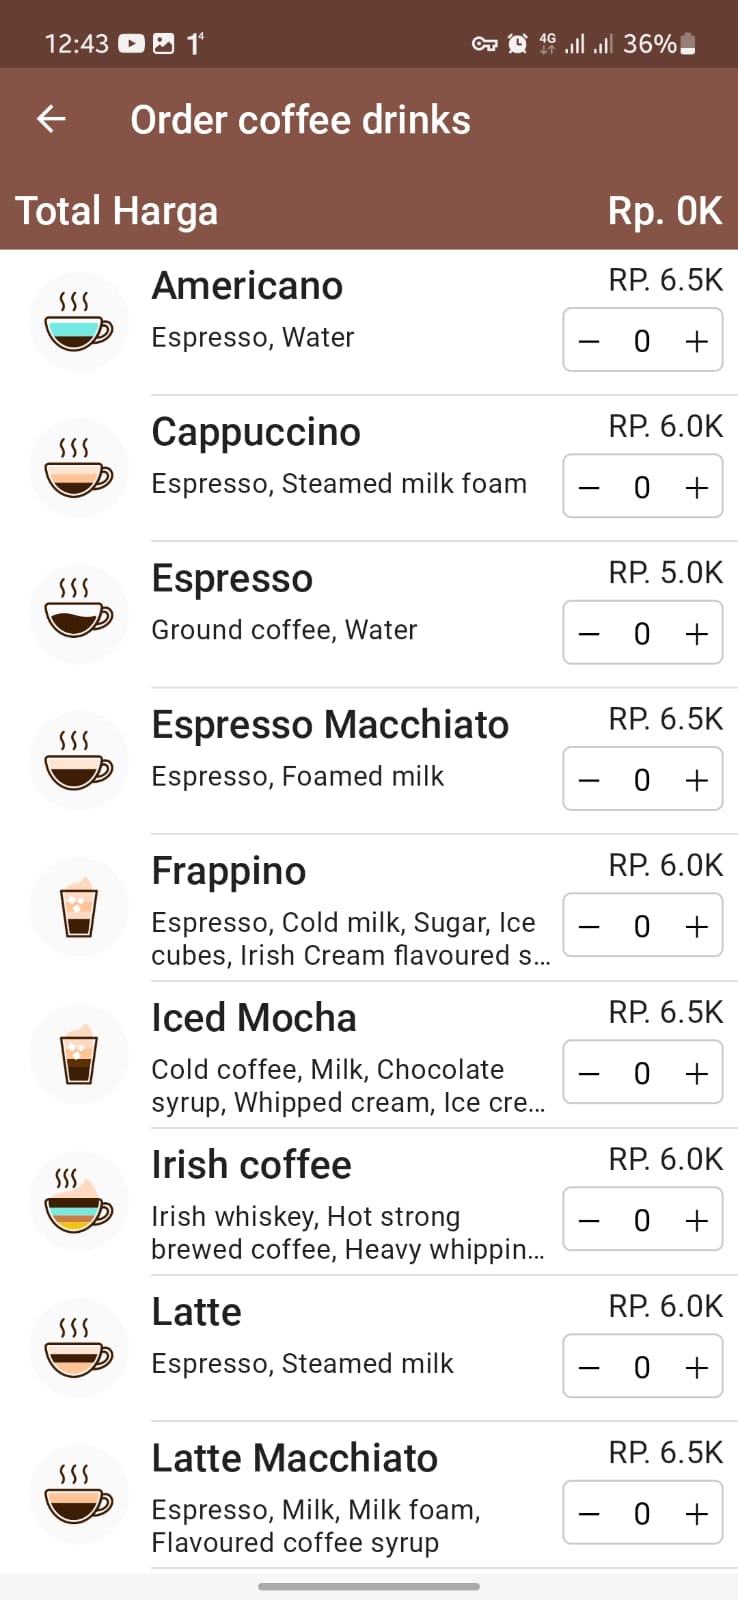 12:43 1⁴ 4G 36%
Order coffee drinks
Total Harga Rp. 0K
Americano RP. 6.5K
Espresso, Water − 0 +
Cappuccino RP. 6.0K
Espresso, Steamed milk foam − 0 +
Espresso RP. 5.0K
Ground coffee, Water − 0 +
Espresso Macchiato RP. 6.5K
Espresso, Foamed milk − 0 +
Frappino RP. 6.0K
Espresso, Cold milk, Sugar, Ice − 0 +
cubes, Irish Cream flavoured s...
Iced Mocha RP. 6.5K
Cold coffee, Milk, Chocolate − 0 +
syrup, Whipped cream, Ice cre...
Irish coffee RP. 6.0K
Irish whiskey, Hot strong − 0 +
brewed coffee, Heavy whippin...
Latte RP. 6.0K
Espresso, Steamed milk − 0 +
Latte Macchiato RP. 6.5K
Espresso, Milk, Milk foam, − 0 +
Flavoured coffee syrup